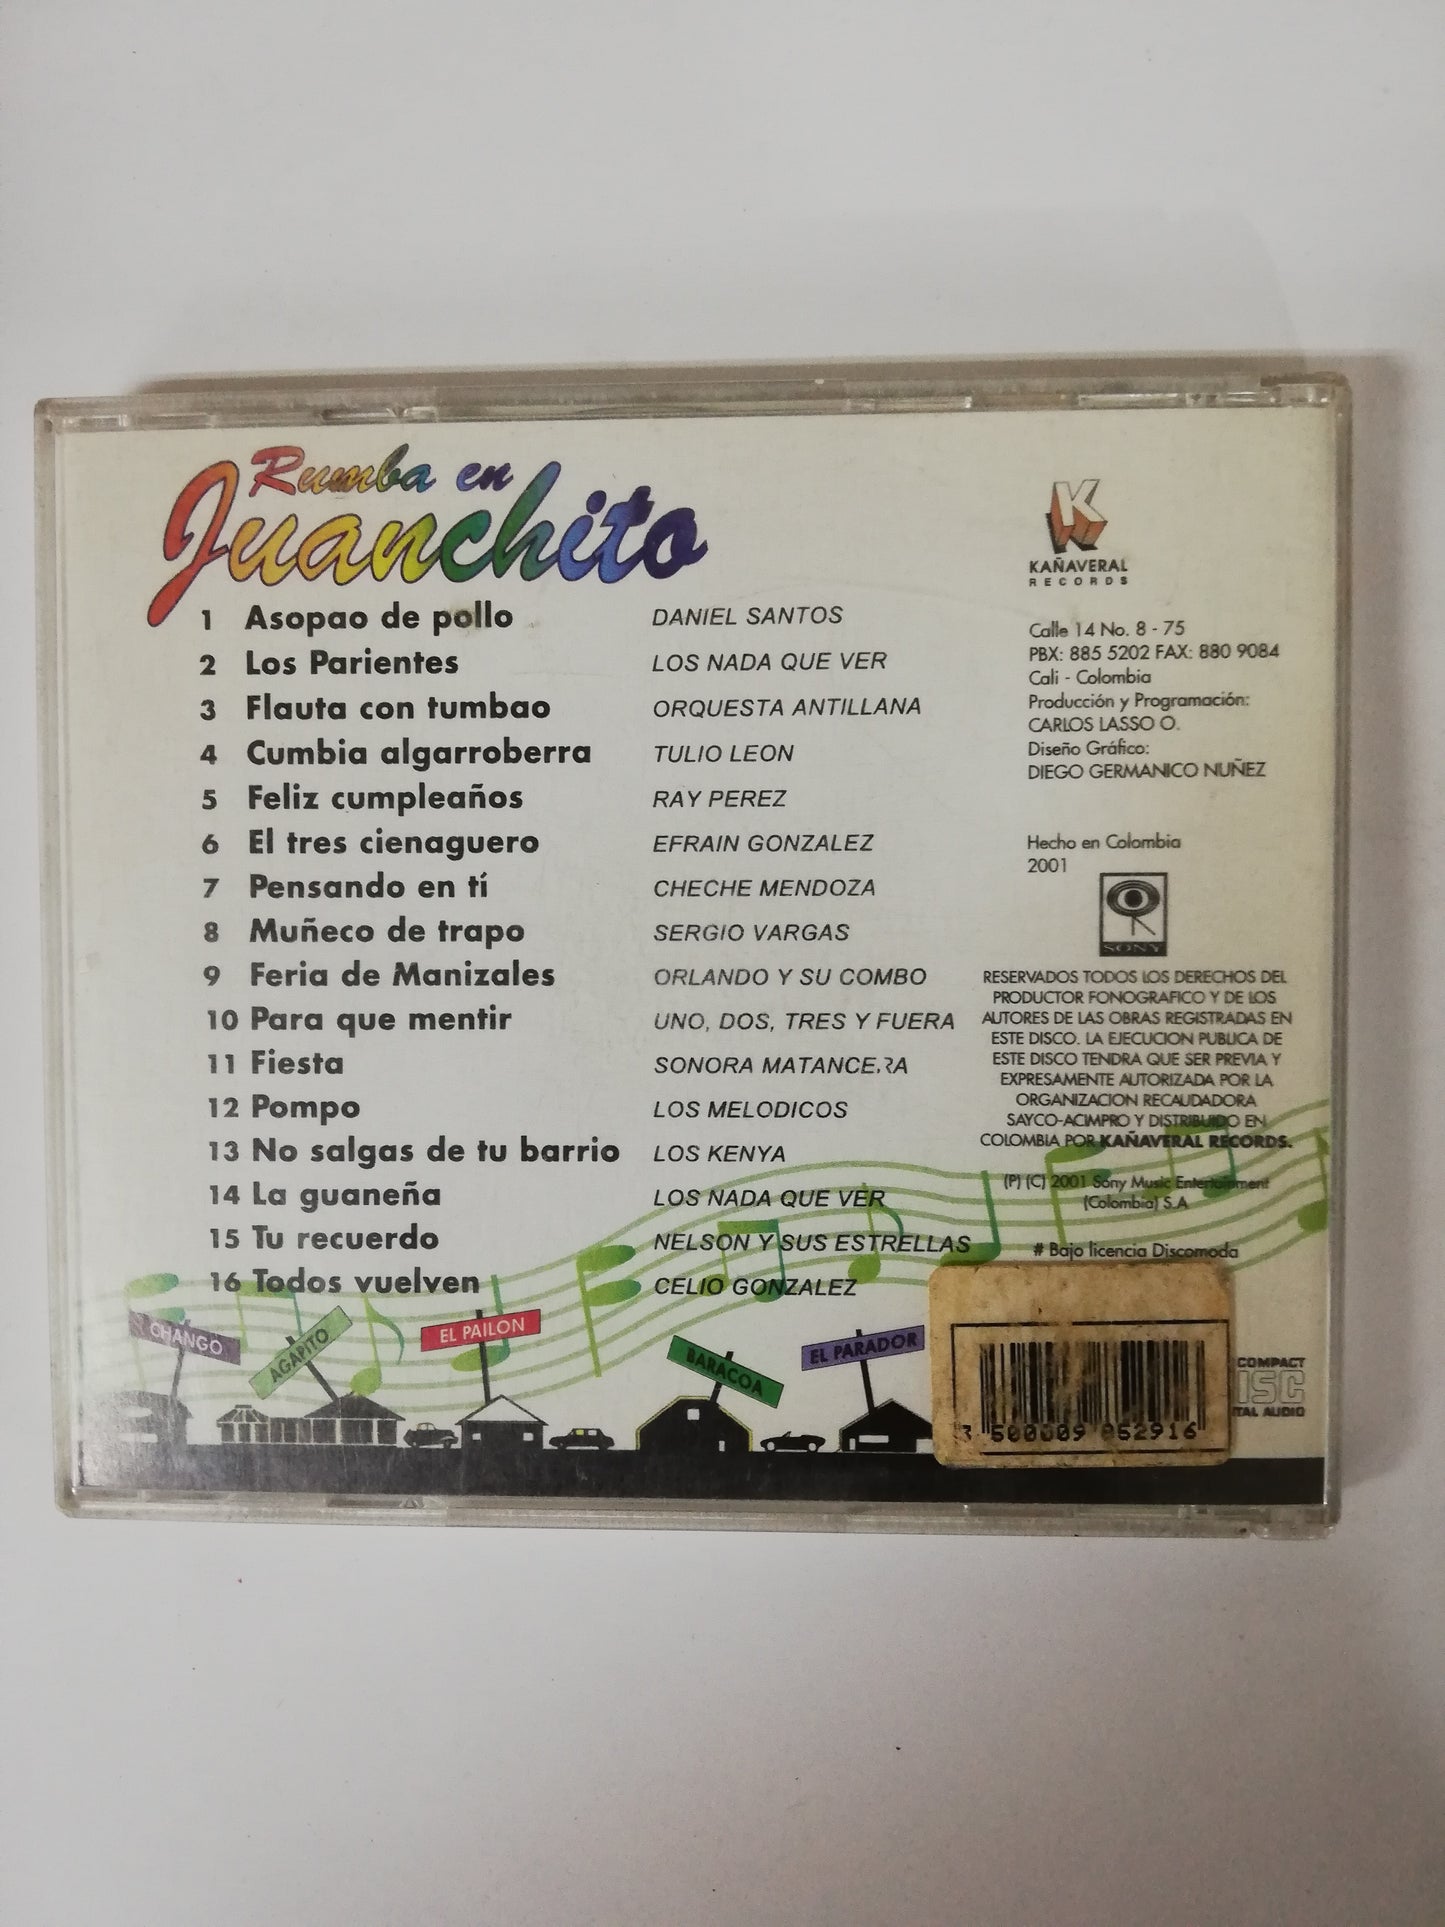 Rumba en
Juanchito
1 Asopao de pollo DANIEL SANTOS
2 Los Parientes LOS NADA QUE VER
3 Flauta con tumbao ORQUESTA ANTILLANA
4 Cumbia algarroberra TULIO LEON
5 Feliz cumpleaños RAY PEREZ
6 El tres cienaguero EFRAIN GONZALEZ
7 Pensando en tí CHECHE MENDOZA
8 Muñeco de trapo SERGIO VARGAS
9 Feria de Manizales ORLANDO Y SU COMBO
10 Para que mentir UNO, DOS, TRES Y FUERA
11 Fiesta SONORA MATANCERA
12 Pompo LOS MELODICOS
13 No salgas de tu barrio LOS KENYA
14 La guaneña LOS NADA QUE VER
15 Tu recuerdo NELSON Y SUS ESTRELLAS
16 Todos vuelven CELIO GONZALEZ
K
KAÑAVERAL
RECORDS
Calle 14 No. 8 - 75
PBX: 885 5202 FAX: 880 9084
Cali - Colombia
Producción y Programación:
CARLOS LASSO O.
Diseño Gráfico:
DIEGO GERMANICO NUÑEZ
Hecho en Colombia
2001
SONY
RESERVADOS TODOS LOS DERECHOS DEL
PRODUCTOR FONOGRAFICO Y DE LOS
AUTORES DE LAS OBRAS REGISTRADAS EN
ESTE DISCO. LA EJECUCION PUBLICA DE
ESTE DISCO TENDRA QUE SER PREVIA Y
EXPRESAMENTE AUTORIZADA POR LA
ORGANIZACION RECAUDADORA
SAYCO-ACIMPRO Y DISTRIBUIDO EN
COLOMBIA POR KAÑAVERAL RECORDS.
(P) (C) 2001 Sony Music Entertainment
(Colombia) S.A
# Bajo licencia Discomoda
CHANGO
AGAPITO
EL PAILON
BARACOA
EL PARADOR
COMPACT
ISC
ITAL AUDIO
3 500009 052916